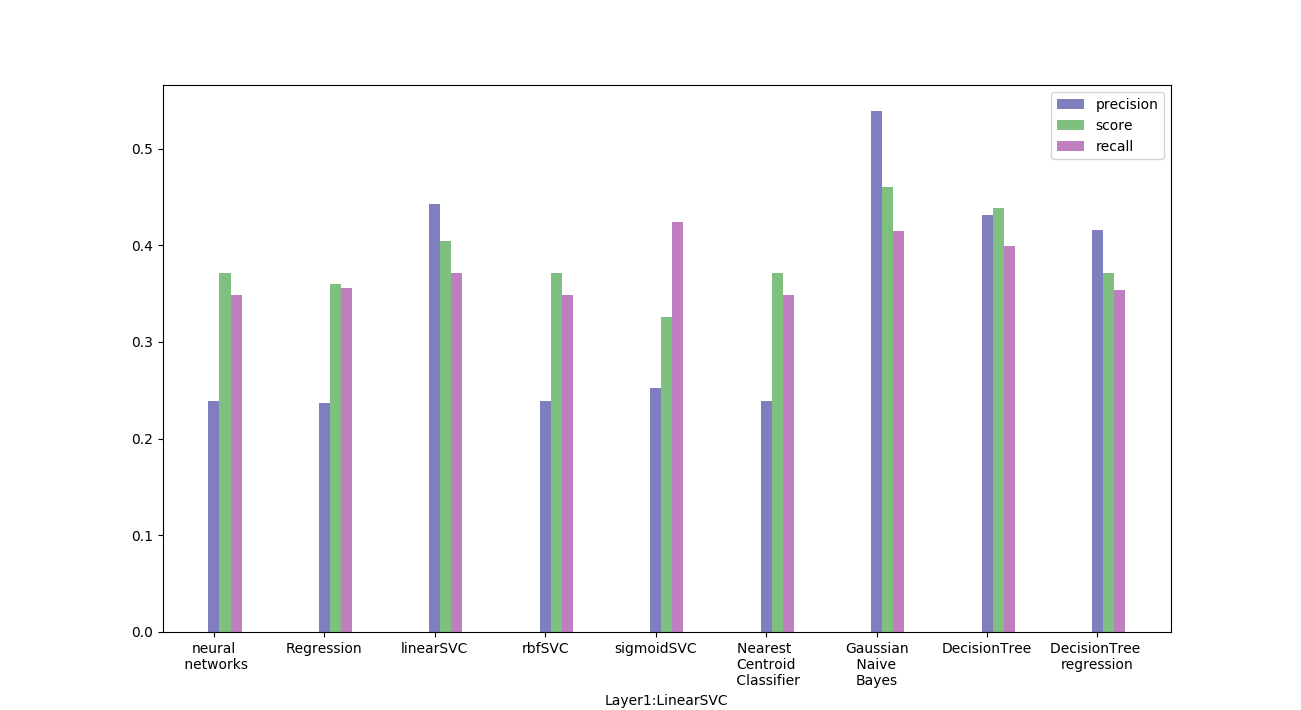 precision
score
recall
0.5
0.4
0.3
0.2
0.1
0.0
neural
networks
Regression
linearSVC
rbfSVC
sigmoidSVC
Nearest
Centroid
Classifier
Gaussian
Naive
Bayes
DecisionTree
DecisionTree
regression
Layer1:LinearSVC